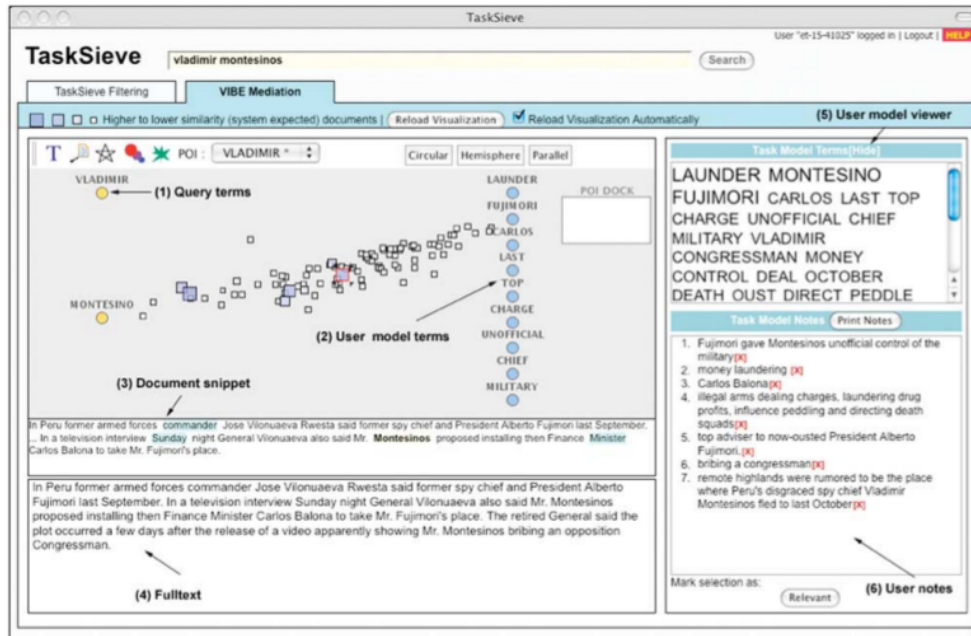 TaskSieve
User "et-15-41025" logged in | Logout | HELP
TaskSieve
vladimir montesinos
Search
TaskSieve Filtering
VIBE Mediation
Higher to lower similarity (system expected) documents |
Reload Visualization
Reload Visualization Automatically
(5) User model viewer
T
POI :
VLADIMIR *
Circular
Hemisphere
Parallel
VLADIMIR
(1) Query terms
MONTESINO
LAUNDER
FUJIMORI
CARLOS
LAST
TOP
CHARGE
UNOFFICIAL
CHIEF
MILITARY
POI DOCK
(2) User model terms
(3) Document snippet
In Peru former armed forces commander Jose Vilonuaeva Rwesta said former spy chief and President Alberto Fujimori last September.
... In a television interview Sunday night General Vilonuaeva also said Mr. Montesinos proposed installing then Finance Minister
Carlos Balona to take Mr. Fujimori's place.
In Peru former armed forces commander Jose Vilonuaeva Rwesta said former spy chief and President Alberto
Fujimori last September. In a television interview Sunday night General Vilonuaeva also said Mr. Montesinos
proposed installing then Finance Minister Carlos Balona to take Mr. Fujimori's place. The retired General said the
plot occurred a few days after the release of a video apparently showing Mr. Montesinos bribing an opposition
Congressman.
(4) Fulltext
Task Model Terms[Hide]
LAUNDER MONTESINO
FUJIMORI CARLOS LAST TOP
CHARGE UNOFFICIAL CHIEF
MILITARY VLADIMIR
CONGRESSMAN MONEY
CONTROL DEAL OCTOBER
DEATH OUST DIRECT PEDDLE
Task Model Notes
Print Notes
1. Fujimori gave Montesinos unofficial control of the
military[X]
2. money laundering [X]
3. Carlos Balona[X]
4. illegal arms dealing charges, laundering drug
profits, influence peddling and directing death
squads[X]
5. top adviser to now-ousted President Alberto
Fujimori.[X]
6. bribing a congressman[X]
7. remote highlands were rumored to be the place
where Peru's disgraced spy chief Vladimir
Montesinos fled to last October[X]
(6) User notes
Mark selection as:
Relevant